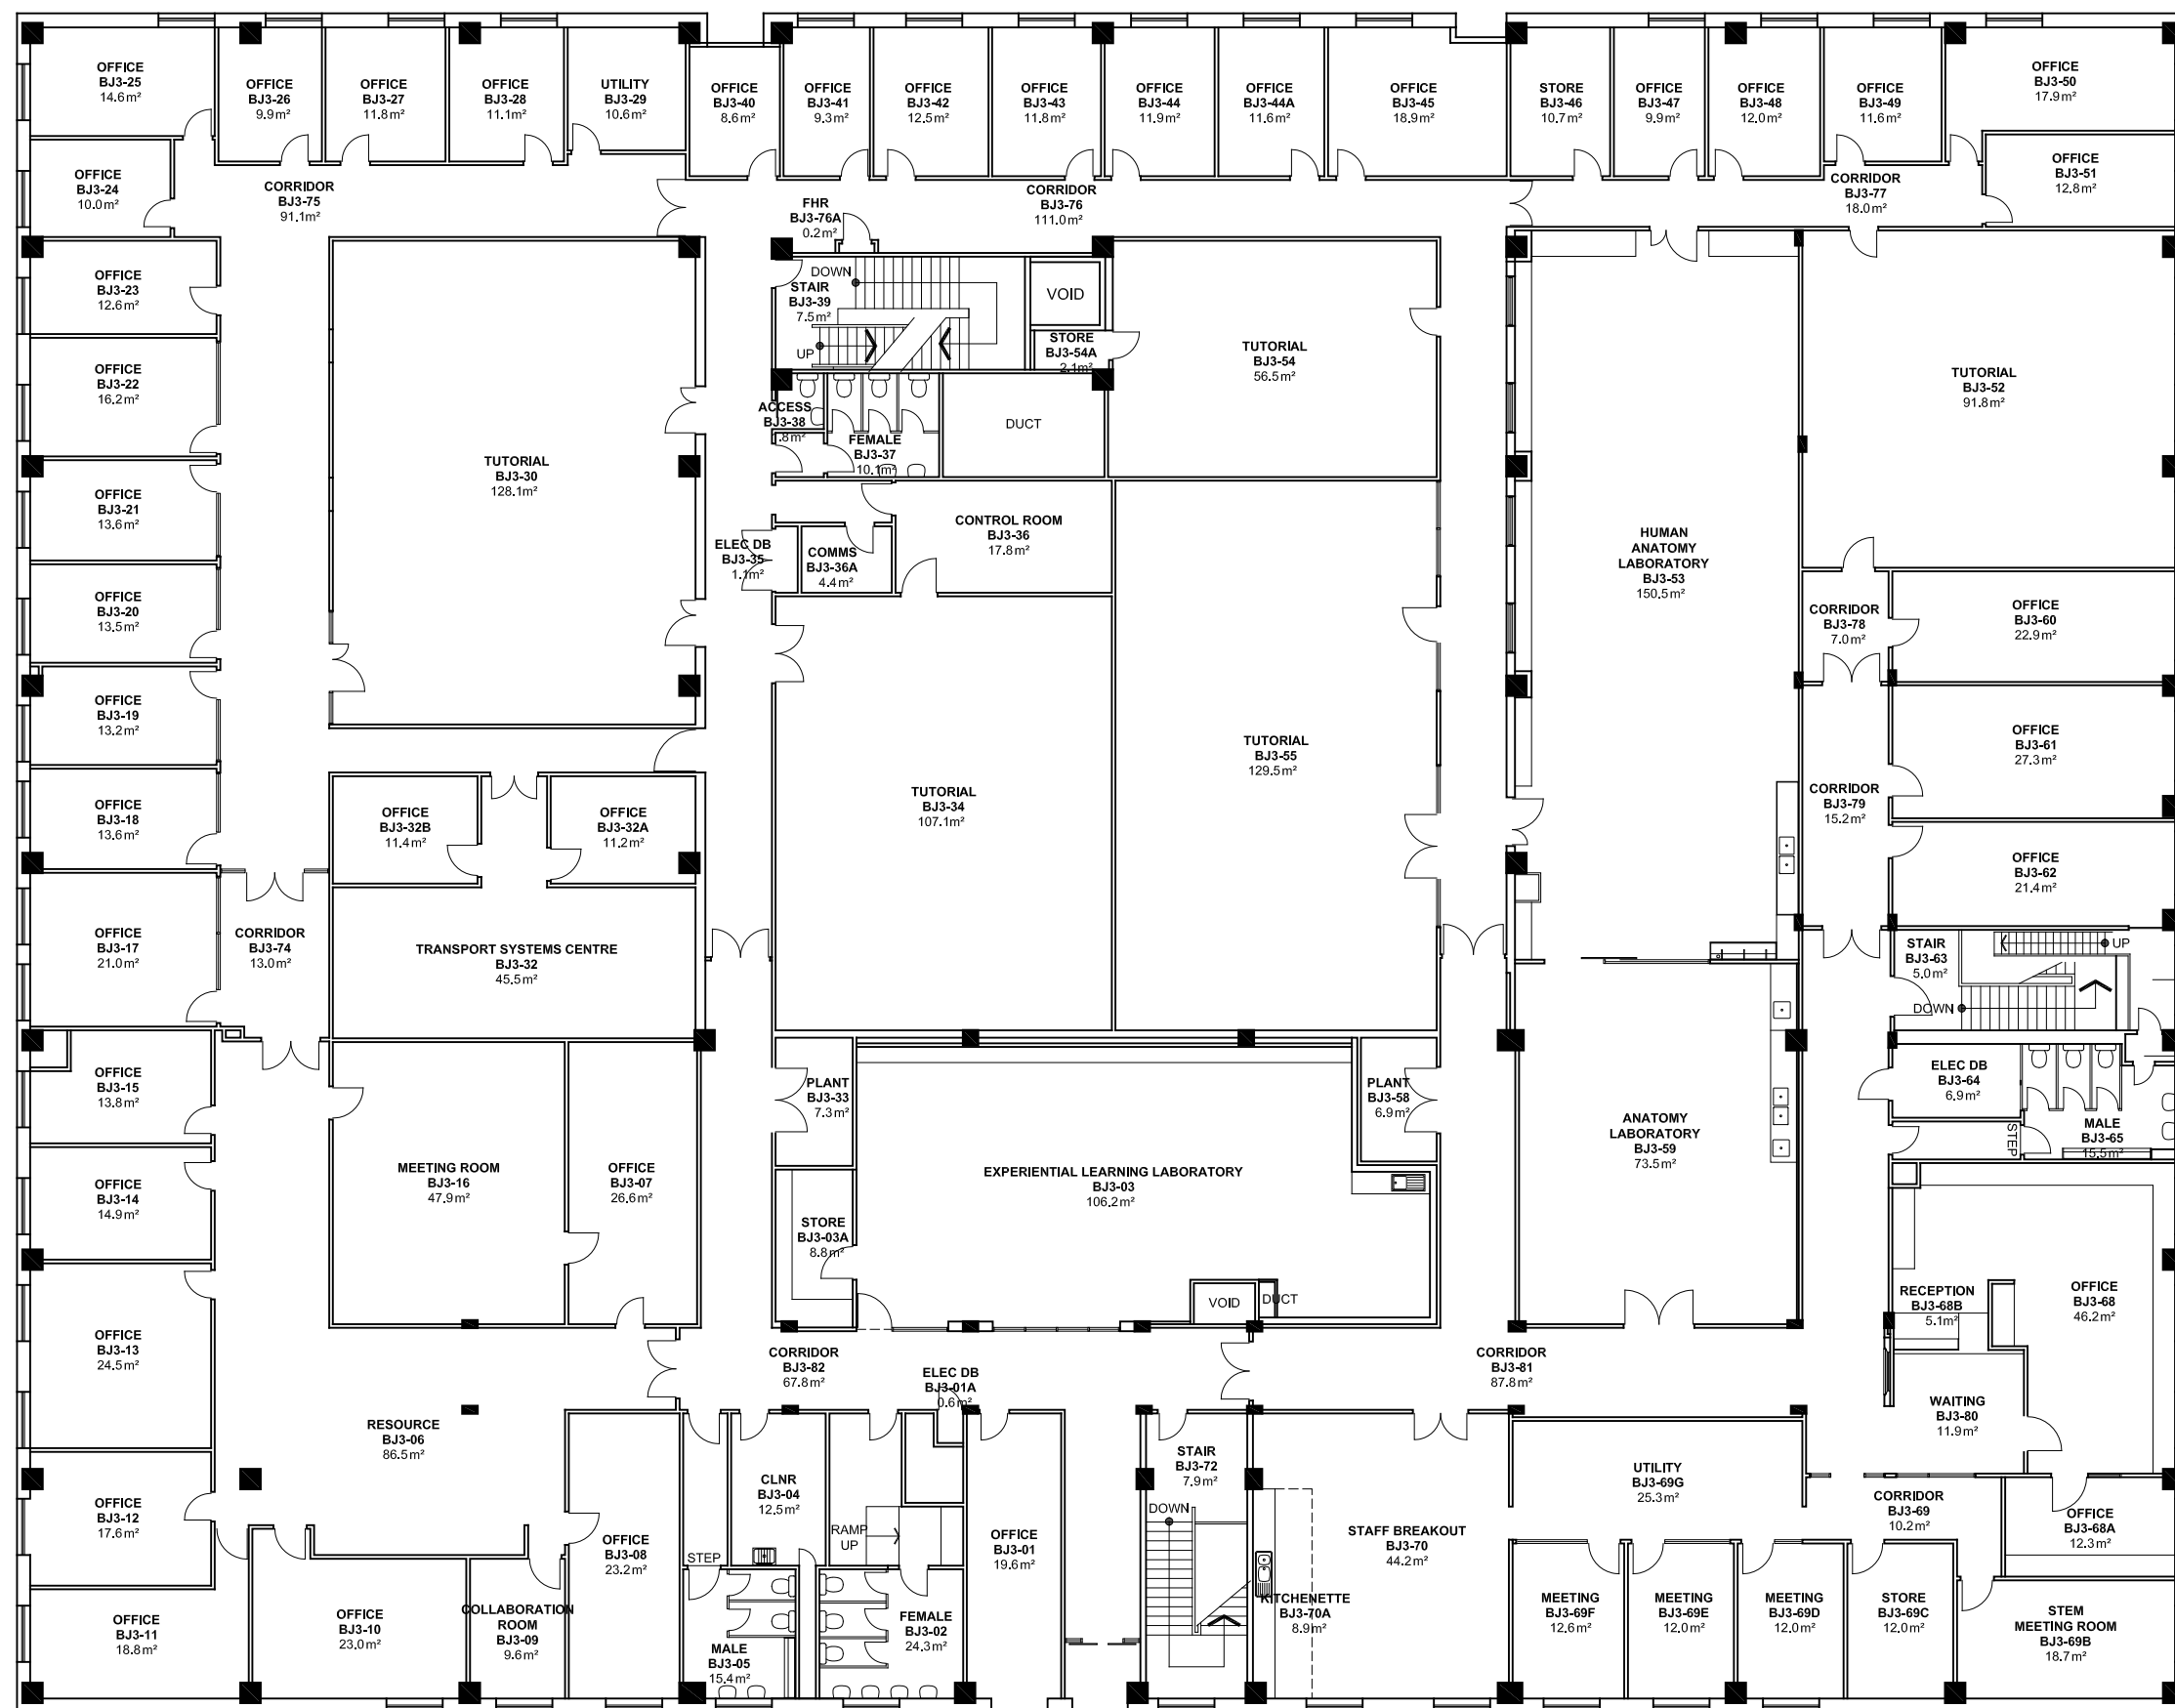 OFFICE
BJ3-25
14.6m²
OFFICE
BJ3-26
9.9m²
OFFICE
BJ3-27
11.8m²
OFFICE
BJ3-28
11.1m²
UTILITY
BJ3-29
10.6m²
OFFICE
BJ3-40
8.6m²
OFFICE
BJ3-41
9.3m²
OFFICE
BJ3-42
12.5m²
OFFICE
BJ3-43
11.8m²
OFFICE
BJ3-44
11.9m²
OFFICE
BJ3-44A
11.6m²
OFFICE
BJ3-45
18.9m²
STORE
BJ3-46
10.7m²
OFFICE
BJ3-47
9.9m²
OFFICE
BJ3-48
12.0m²
OFFICE
BJ3-49
11.6m²
OFFICE
BJ3-50
17.9m²
OFFICE
BJ3-24
10.0m²
CORRIDOR
BJ3-75
91.1m²
FHR
BJ3-76A
0.2m²
CORRIDOR
BJ3-76
111.0m²
CORRIDOR
BJ3-77
18.0m²
OFFICE
BJ3-51
12.8m²
OFFICE
BJ3-23
12.6m²
DOWN
STAIR
BJ3-39
7.5m²
UP
VOID
STORE
BJ3-54A
2.1m²
TUTORIAL
BJ3-54
56.5m²
OFFICE
BJ3-22
16.2m²
TUTORIAL
BJ3-52
91.8m²
ACCESS
BJ3-38
.8m²
FEMALE
BJ3-37
10.1m²
DUCT
OFFICE
BJ3-21
13.6m²
TUTORIAL
BJ3-30
128.1m²
ELEC DB
BJ3-35
1.1m²
COMMS
BJ3-36A
4.4m²
CONTROL ROOM
BJ3-36
17.8m²
HUMAN
ANATOMY
LABORATORY
BJ3-53
150.5m²
OFFICE
BJ3-20
13.5m²
CORRIDOR
BJ3-78
7.0m²
OFFICE
BJ3-60
22.9m²
OFFICE
BJ3-19
13.2m²
TUTORIAL
BJ3-55
129.5m²
OFFICE
BJ3-61
27.3m²
OFFICE
BJ3-18
13.6m²
OFFICE
BJ3-32B
11.4m²
OFFICE
BJ3-32A
11.2m²
TUTORIAL
BJ3-34
107.1m²
CORRIDOR
BJ3-79
15.2m²
OFFICE
BJ3-62
21.4m²
OFFICE
BJ3-17
21.0m²
CORRIDOR
BJ3-74
13.0m²
TRANSPORT SYSTEMS CENTRE
BJ3-32
45.5m²
STAIR
BJ3-63
5.0m²
UP
DOWN
OFFICE
BJ3-15
13.8m²
PLANT
BJ3-33
7.3m²
PLANT
BJ3-58
6.9m²
ELEC DB
BJ3-64
6.9m²
STEP
MALE
BJ3-65
15.5m²
OFFICE
BJ3-14
14.9m²
MEETING ROOM
BJ3-16
47.9m²
OFFICE
BJ3-07
26.6m²
EXPERIENTIAL LEARNING LABORATORY
BJ3-03
106.2m²
ANATOMY
LABORATORY
BJ3-59
73.5m²
STORE
BJ3-03A
8.8m²
VOID
DUCT
RECEPTION
BJ3-68B
5.1m²
OFFICE
BJ3-68
46.2m²
OFFICE
BJ3-13
24.5m²
CORRIDOR
BJ3-82
67.8m²
ELEC DB
BJ3-01A
0.6m²
CORRIDOR
BJ3-81
87.8m²
WAITING
BJ3-80
11.9m²
RESOURCE
BJ3-06
86.5m²
OFFICE
BJ3-12
17.6m²
CLNR
BJ3-04
12.5m²
STAIR
BJ3-72
7.9m²
DOWN
UTILITY
BJ3-69G
25.3m²
CORRIDOR
BJ3-69
10.2m²
OFFICE
BJ3-68A
12.3m²
OFFICE
BJ3-08
23.2m²
STEP
RAMP
UP
OFFICE
BJ3-01
19.6m²
STAFF BREAKOUT
BJ3-70
44.2m²
OFFICE
BJ3-11
18.8m²
OFFICE
BJ3-10
23.0m²
COLLABORATION
ROOM
BJ3-09
9.6m²
MALE
BJ3-05
15.4m²
FEMALE
BJ3-02
24.3m²
KITCHENETTE
BJ3-70A
8.9m²
MEETING
BJ3-69F
12.6m²
MEETING
BJ3-69E
12.0m²
MEETING
BJ3-69D
12.0m²
STORE
BJ3-69C
12.0m²
STEM
MEETING ROOM
BJ3-69B
18.7m²